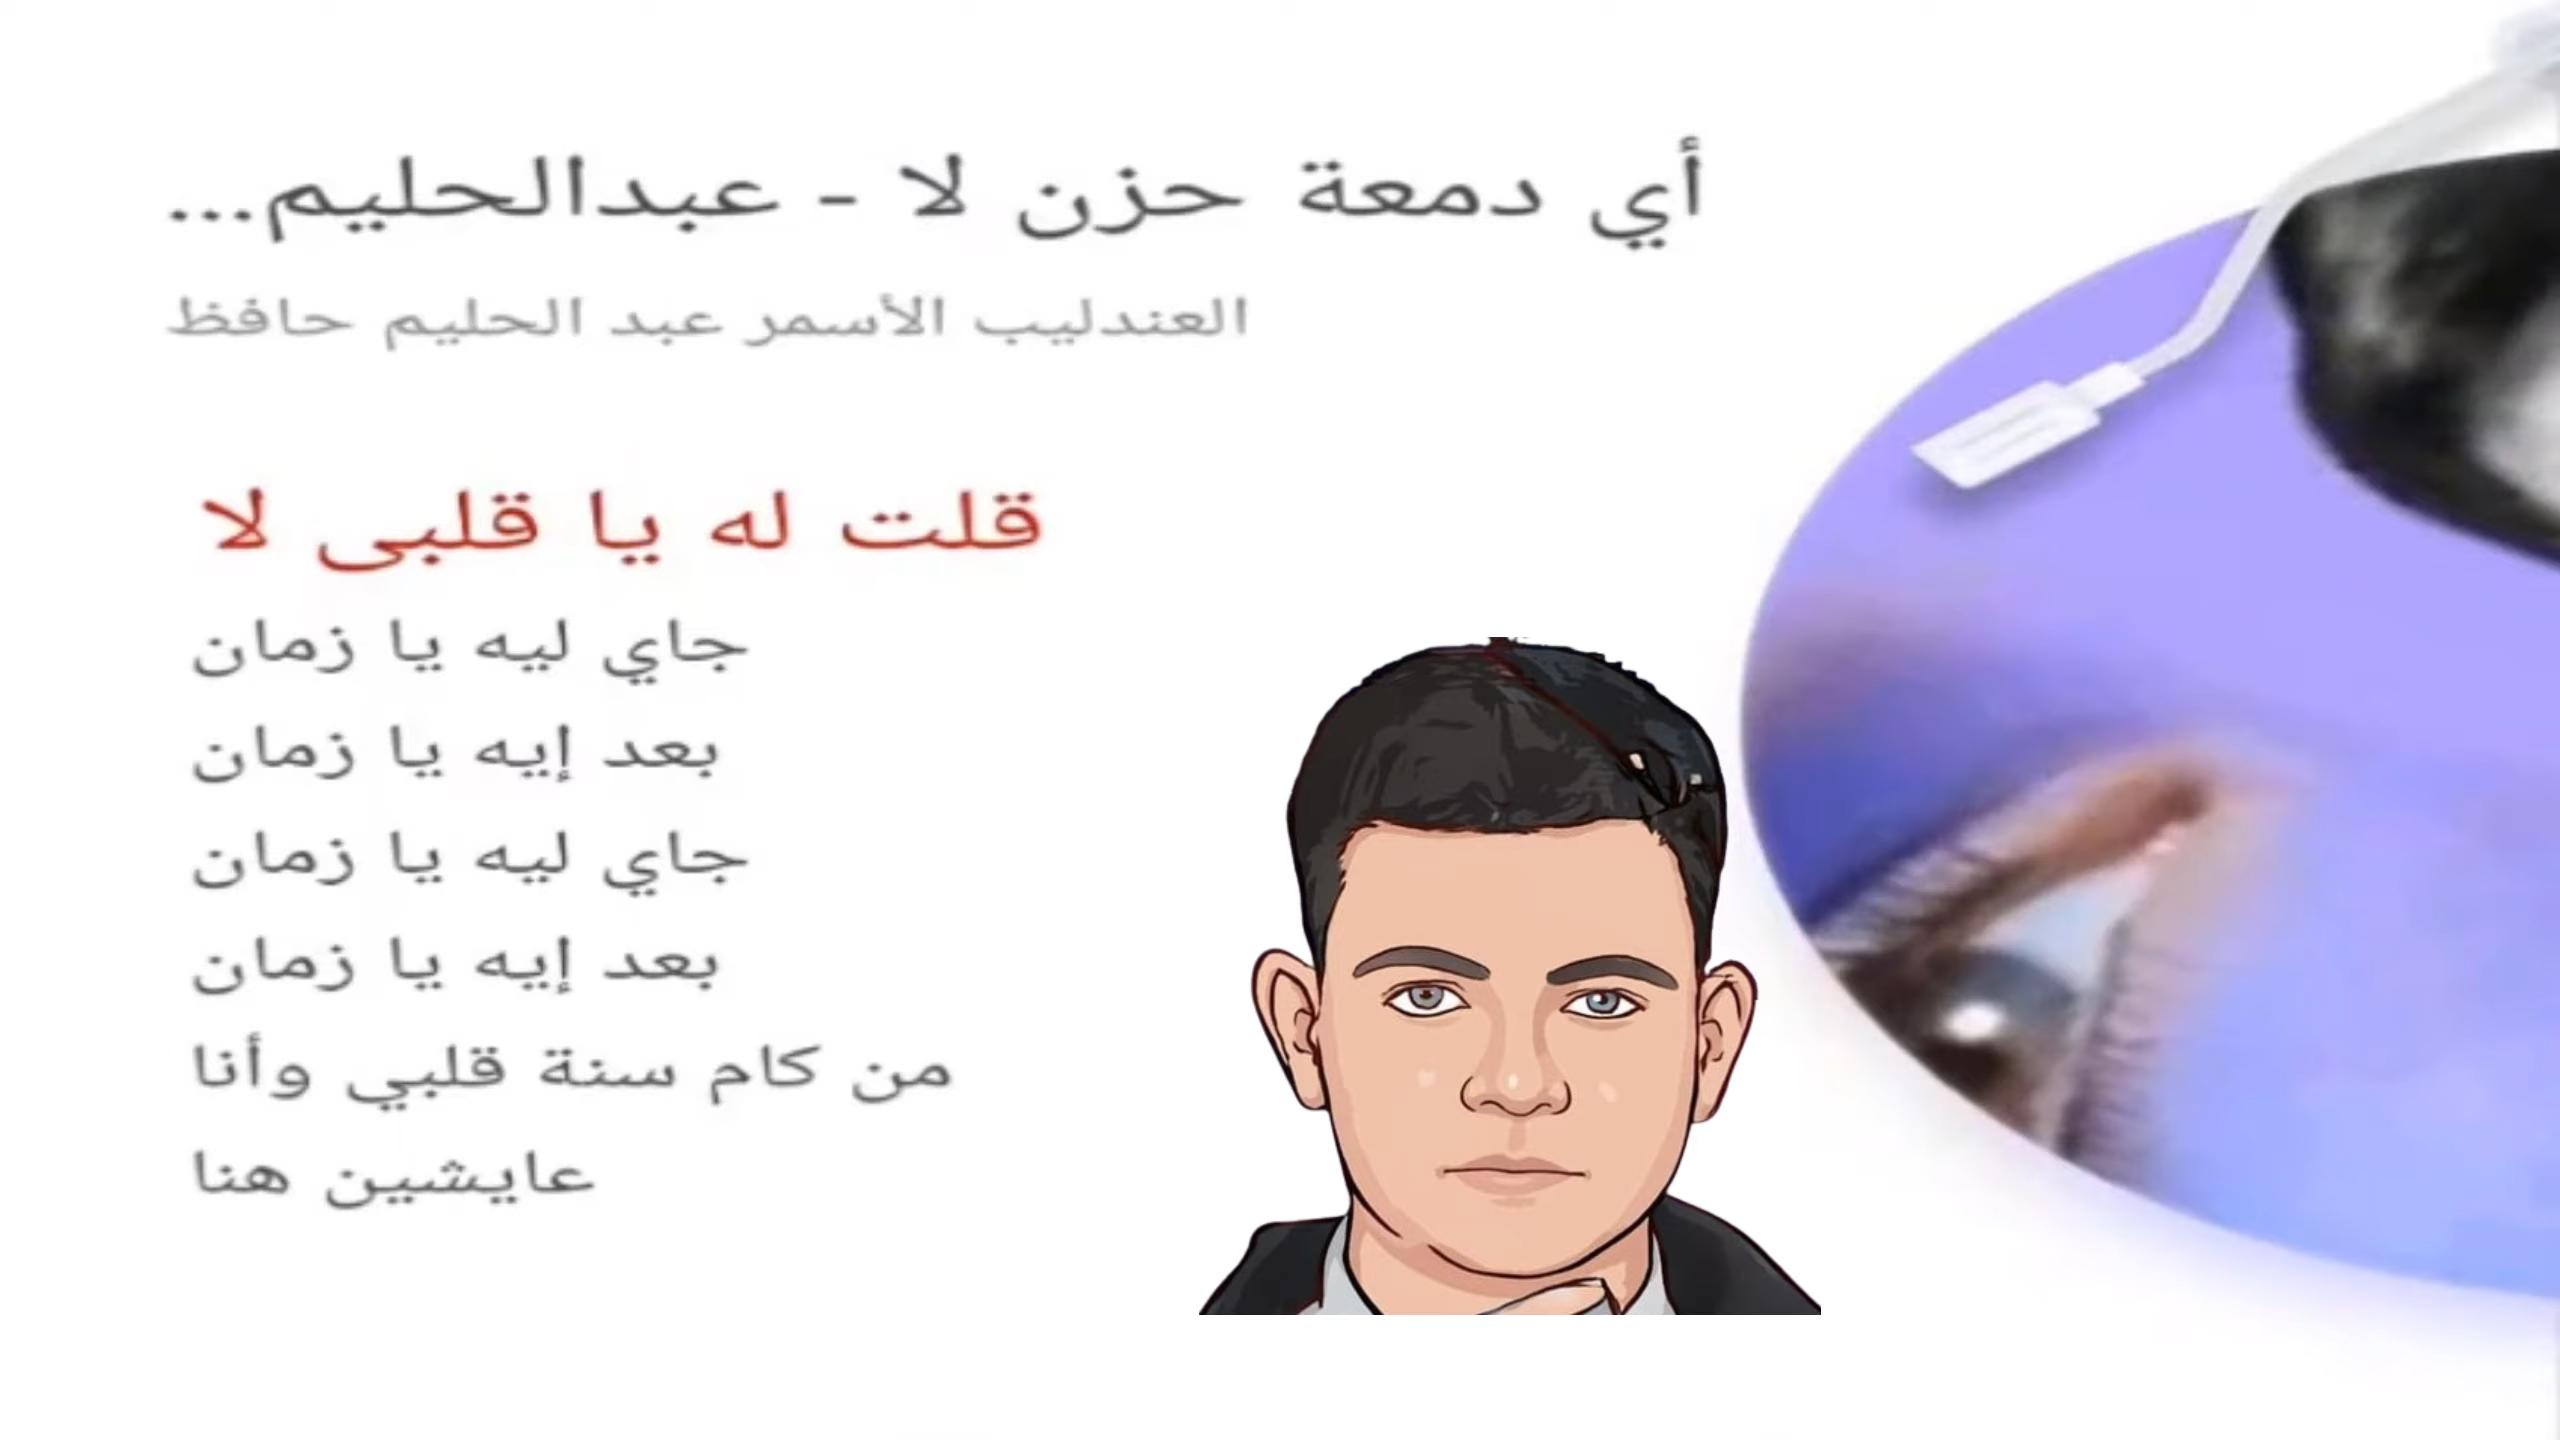 أي دمعة حزن لا - عبدالحليم...
العندليب الأسمر عبد الحليم حافظ
قلت له يا قلبى لا
جاي ليه يا زمان
بعد إيه يا زمان
جاي ليه يا زمان
بعد إيه يا زمان
من كام سنة قلبي وأنا
عايشين هنا